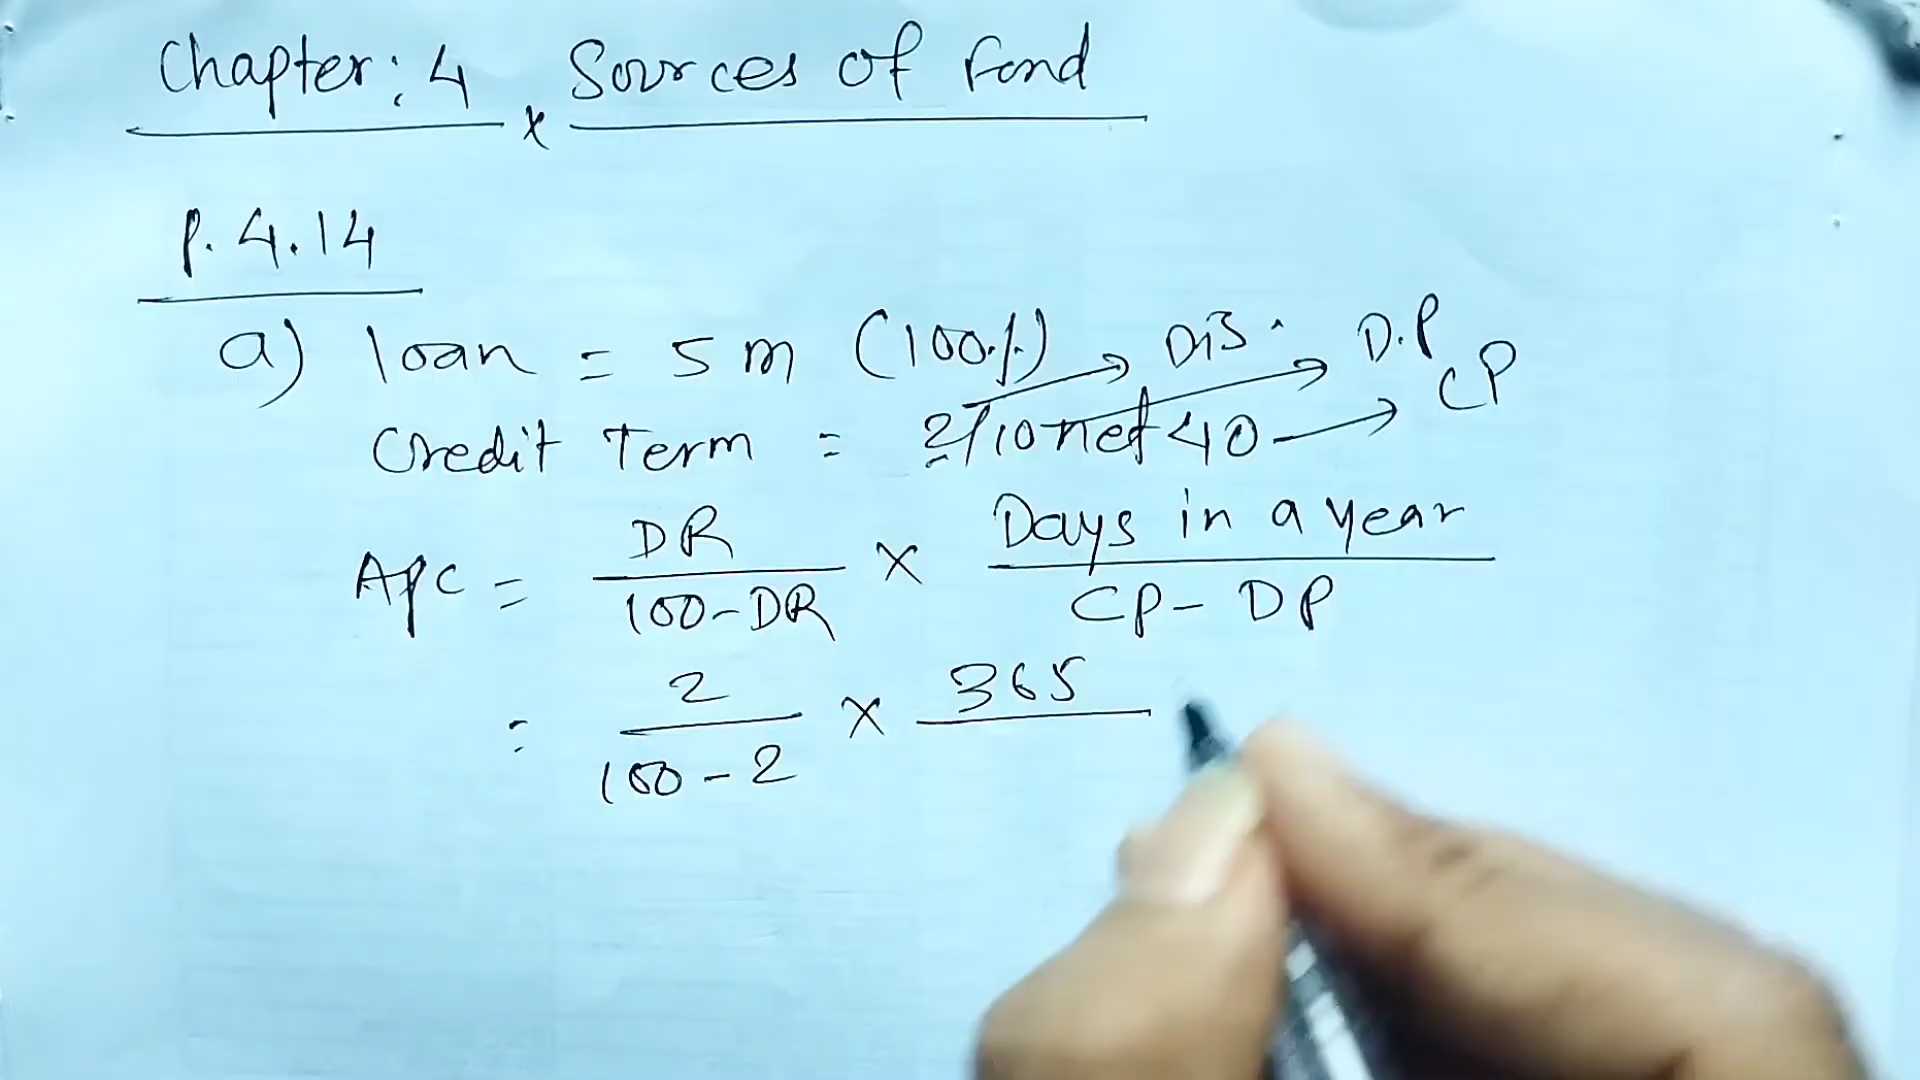 Chapter: 4 x Sources of Fond
P. 4.14
a) loan = 5 m (100%) → Dis. → D.P
Credit Term = 2/10 net 40 → CP
Apc = DR / 100 - DR × Days in a year / CP - DP
= 2 / 100 - 2 × 365